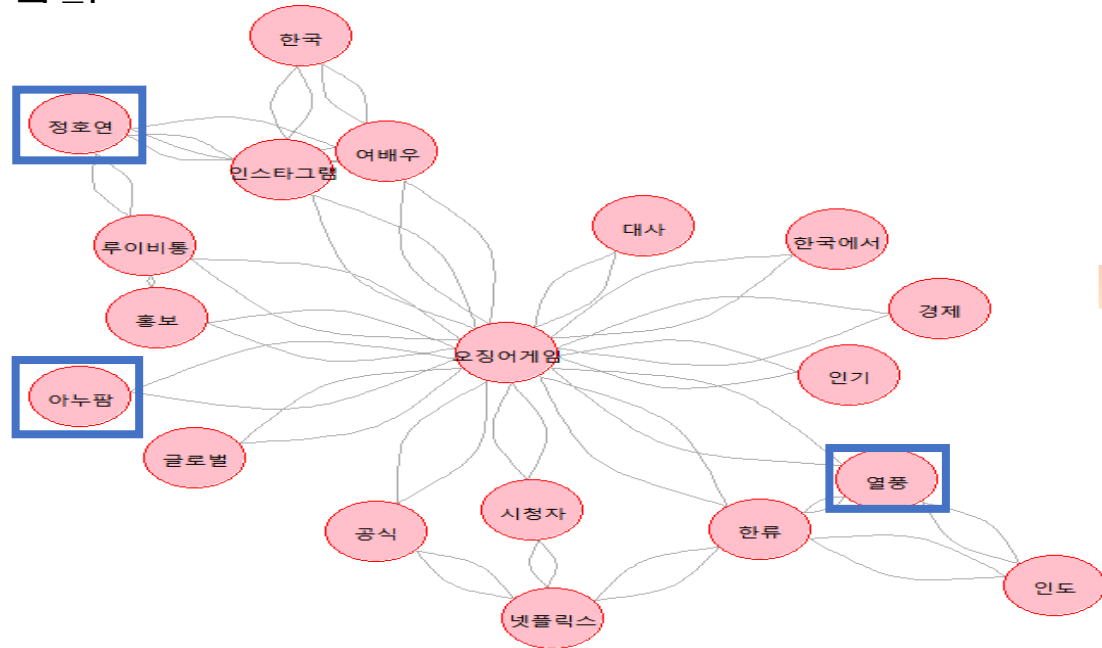 한국
정호연
여배우
인스타그램
대사
한국에서
루이비통
홍보
경제
오징어게임
인기
아누팜
글로벌
열풍
시청자
공식
한류
인도
넷플릭스